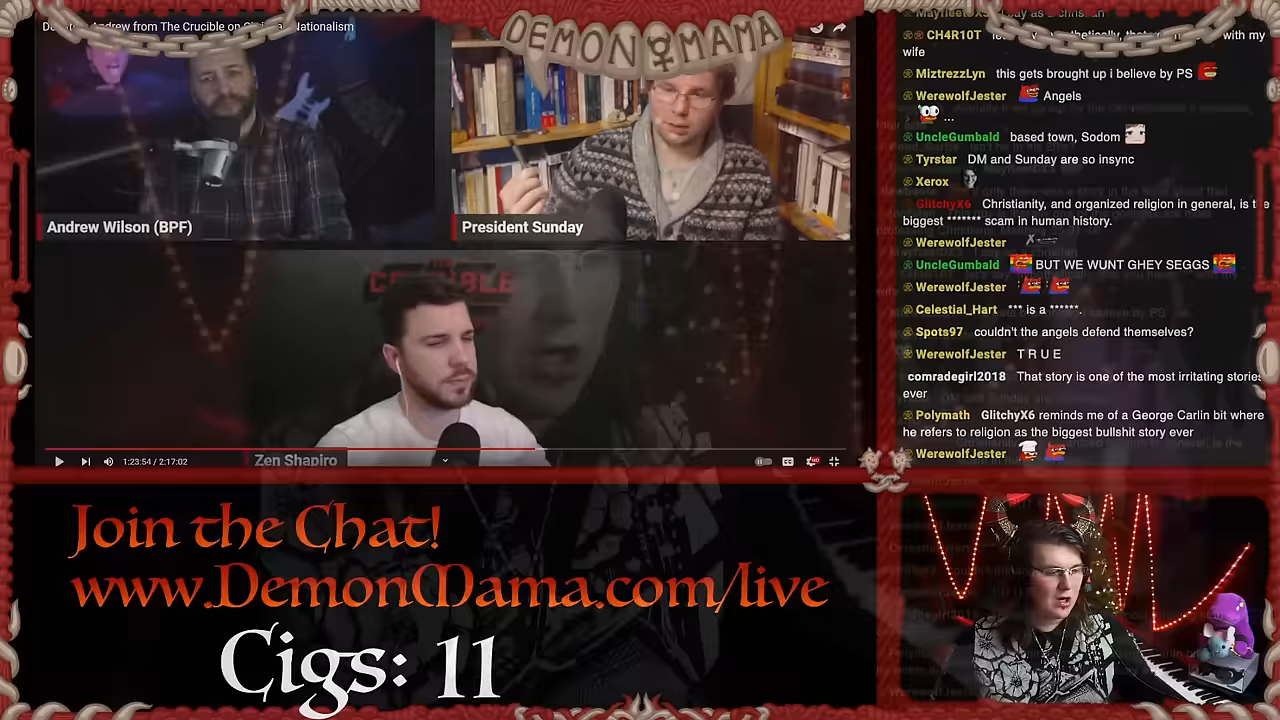 Andrew from The Crucible on
Nationalism
DEMON MAMA
Andrew Wilson (BPF)
President Sunday
Zen Shapiro
1:23:54 / 2:17:02
CH4R10T
with my
wife
MiztrezzLyn this gets brought up i believe by PS
WerewolfJester Angels
...
UncleGumbald based town, Sodom
Tyrstar DM and Sunday are so insync
Xerox
GlitchyX6 Christianity, and organized religion in general, is the
biggest ******* scam in human history.
WerewolfJester
UncleGumbald BUT WE WUNT GHEY SEGGS
WerewolfJester
Celestial_Hart *** is a ******.
Spots97 couldn't the angels defend themselves?
WerewolfJester T R U E
comradegirl2018 That story is one of the most irritating stories
ever
Polymath GlitchyX6 reminds me of a George Carlin bit where
he refers to religion as the biggest bullshit story ever
WerewolfJester
Join the Chat!
www.DemonMama.com/live
Cigs: 11